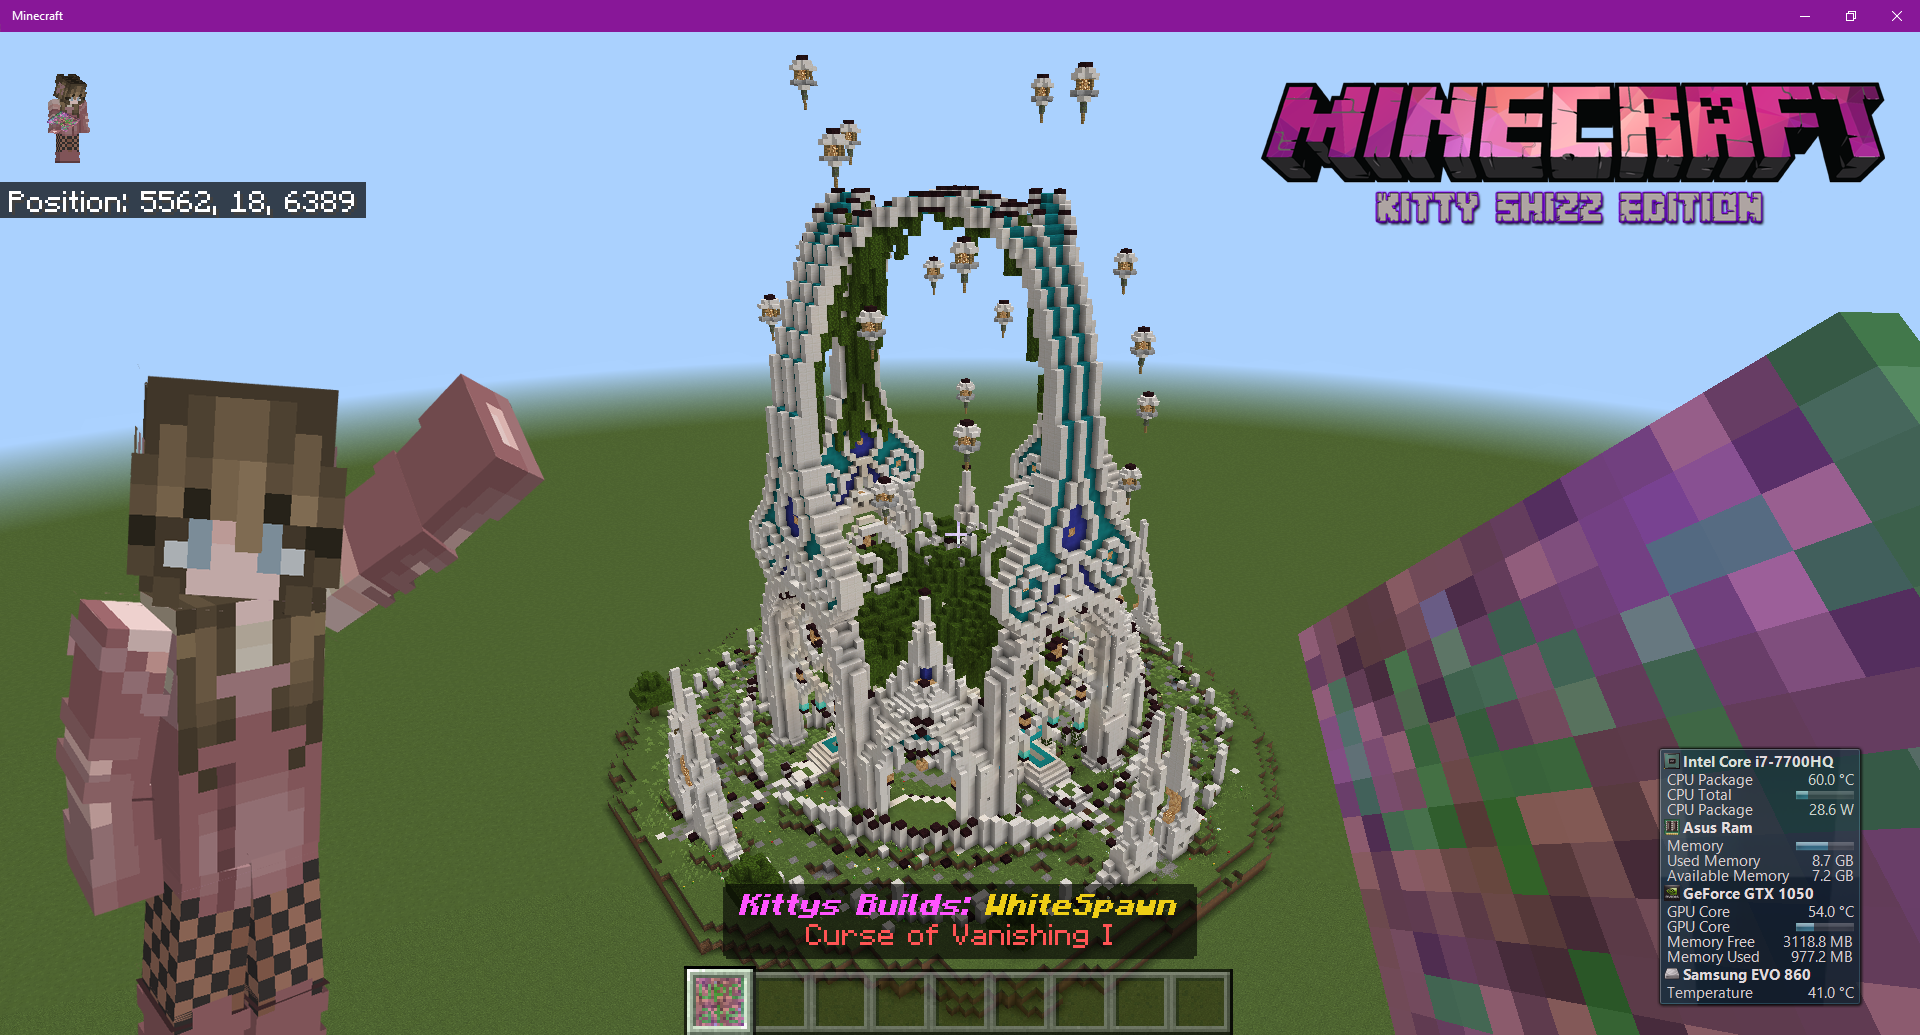 Minecraft
Position: 5562, 18, 6389
MINECRAFT
KITTY SHIZZ EDITION
Intel Core i7-7700HQ
CPU Package 60.0 °C
CPU Total
CPU Package 28.6 W
Asus Ram
Memory
Used Memory 8.7 GB
Available Memory 7.2 GB
GeForce GTX 1050
GPU Core 54.0 °C
GPU Core
Memory Free 3118.8 MB
Memory Used 977.2 MB
Samsung EVO 860
Temperature 41.0 °C
Kittys Builds: WhiteSpawn
Curse of Vanishing I